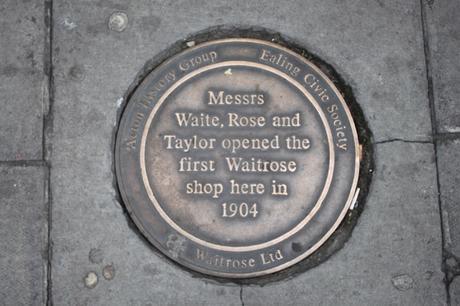 Acton History Group
Ealing Civic Society
Messrs
Waite, Rose and
Taylor opened the
first Waitrose
shop here in
1904
Waitrose Ltd